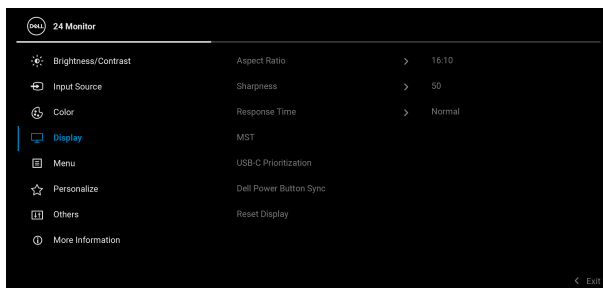 DELL 24 Monitor
Brightness/Contrast Aspect Ratio > 16:10
Input Source Sharpness > 50
Color Response Time > Normal
Display MST
Menu USB-C Prioritization
Personalize Dell Power Button Sync
Others Reset Display
More Information
< Exit